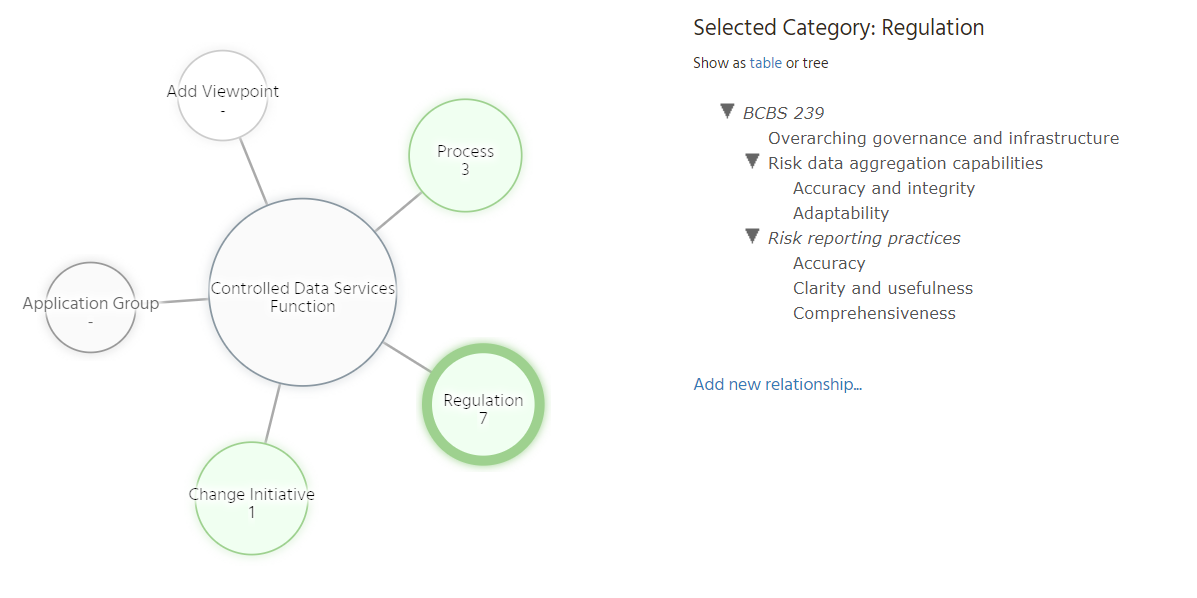 Add Viewpoint
-
Process
3
Controlled Data Services
Function
Application Group
-
Regulation
7
Change Initiative
1
Selected Category: Regulation
Show as table or tree
BCBS 239
Overarching governance and infrastructure
Risk data aggregation capabilities
Accuracy and integrity
Adaptability
Risk reporting practices
Accuracy
Clarity and usefulness
Comprehensiveness
Add new relationship...